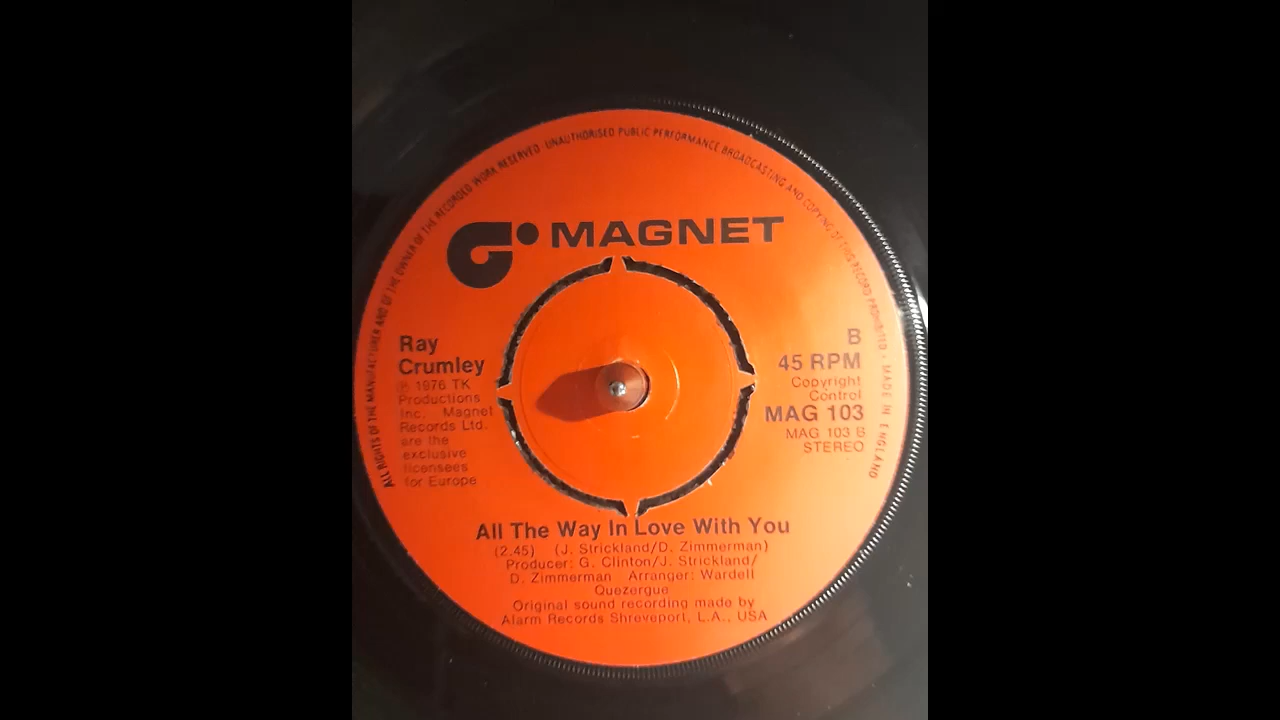 ALL RIGHTS OF THE MANUFACTURER AND OF THE OWNER OF THE RECORDED WORK RESERVED. UNAUTHORISED PUBLIC PERFORMANCE BROADCASTING AND COPYING OF THIS RECORD PROHIBITED • MADE IN ENGLAND
MAGNET
Ray
Crumley
℗ 1976 TK
Productions
Inc. Magnet
Records Ltd.
are the
exclusive
licensees
for Europe
B
45 RPM
Copyright
Control
MAG 103
MAG 103 B
STEREO
All The Way In Love With You
(2.45) (J. Strickland/D. Zimmerman)
Producer: G. Clinton/J. Strickland/
D. Zimmerman Arranger: Wardell
Quezergue
Original sound recording made by
Alarm Records Shreveport, L.A., USA